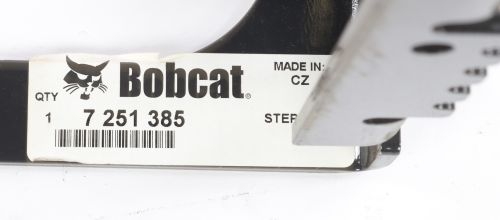 Bobcat®
MADE IN:
CZ
QTY
1 7 251 385 STEP